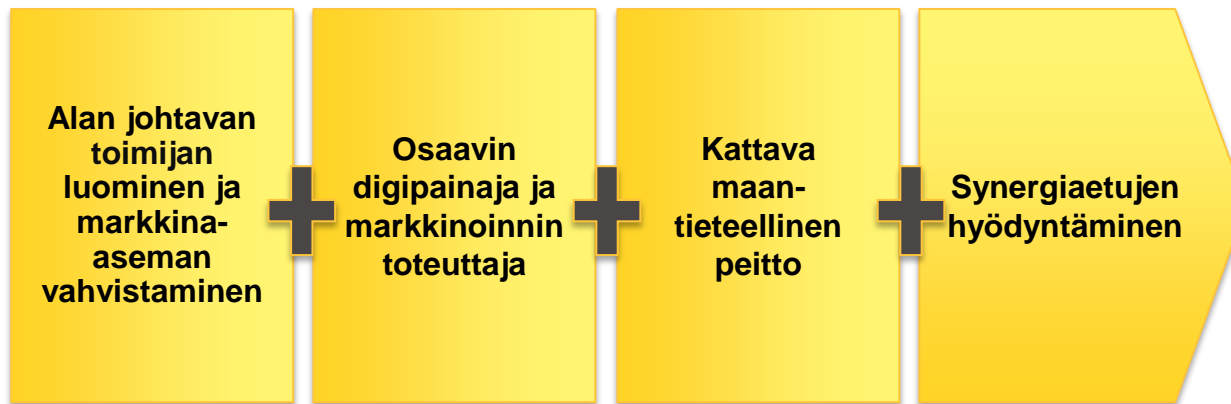 Alan johtavan
toimijan
luominen ja
markkina-
aseman
vahvistaminen
Osaavin
digipainaja ja
markkinoinnin
toteuttaja
Kattava
maan-
tieteellinen
peitto
Synergiaetujen
hyödyntäminen